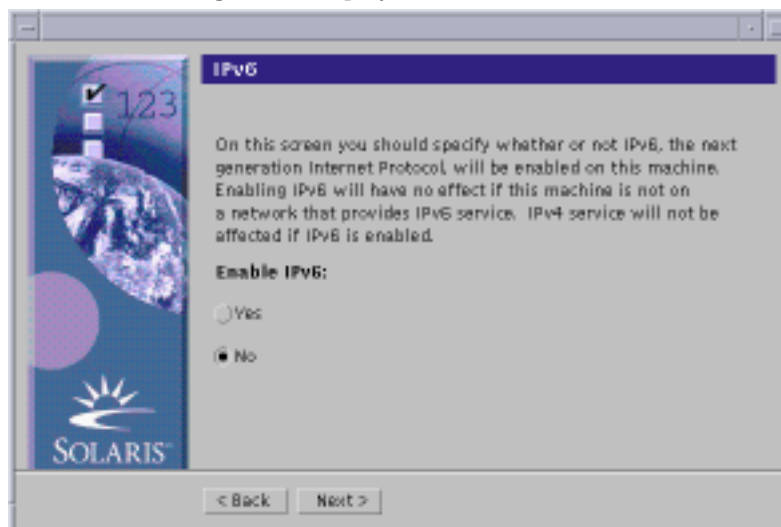 IPv6
123
On this screen you should specify whether or not IPv6, the next
generation Internet Protocol, will be enabled on this machine.
Enabling IPv6 will have no effect if this machine is not on
a network that provides IPv6 service. IPv4 service will not be
affected if IPv6 is enabled.
Enable IPv6:
Yes
No
SOLARIS
< Back
Next >